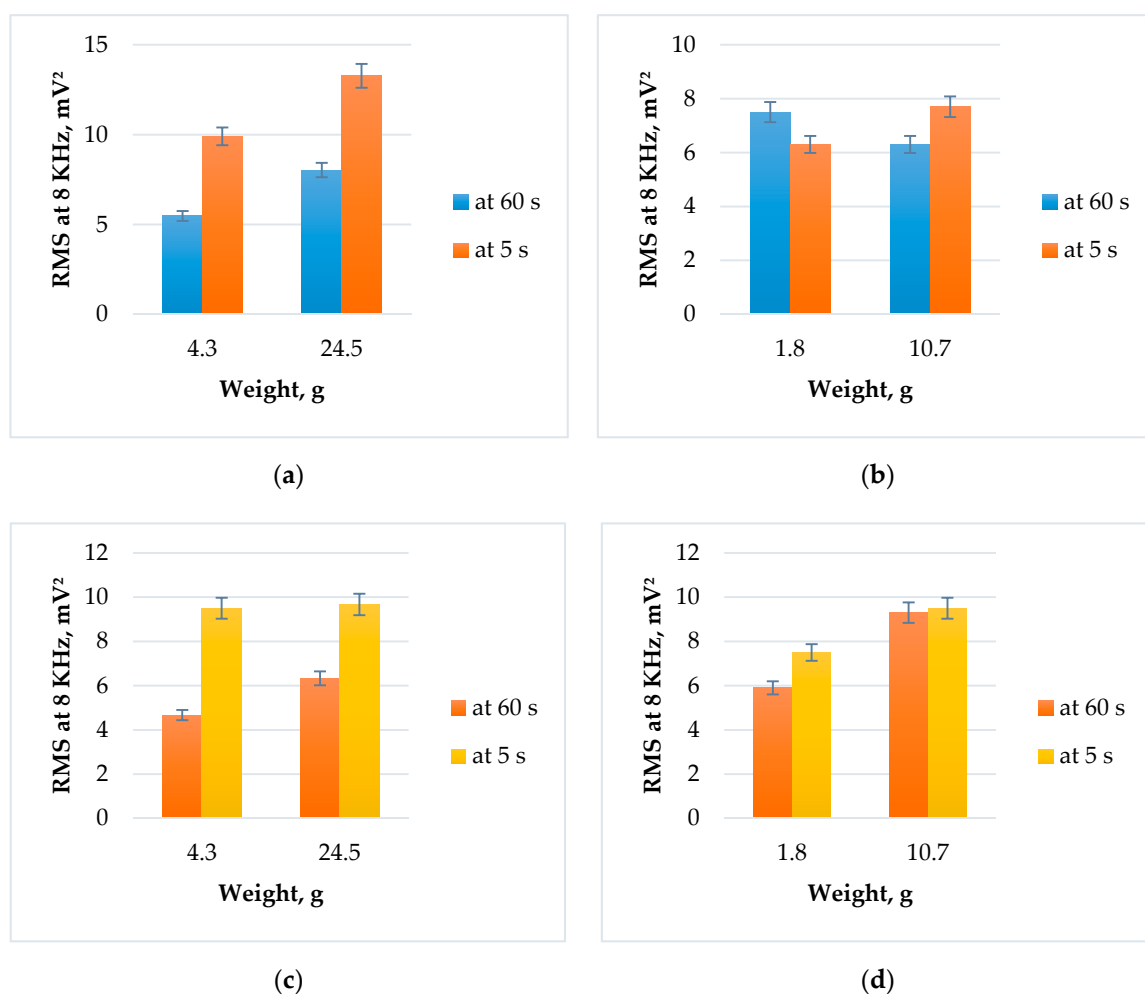 15
10
5
0
RMS at 8 KHz, mV²
4.3
24.5
Weight, g
at 60 s
at 5 s
(a)
10
8
6
4
2
0
RMS at 8 KHz, mV²
1.8
10.7
Weight, g
at 60 s
at 5 s
(b)
12
10
8
6
4
2
0
RMS at 8 KHz, mV²
4.3
24.5
Weight, g
at 60 s
at 5 s
(c)
12
10
8
6
4
2
0
RMS at 8 KHz, mV²
1.8
10.7
Weight, g
at 60 s
at 5 s
(d)